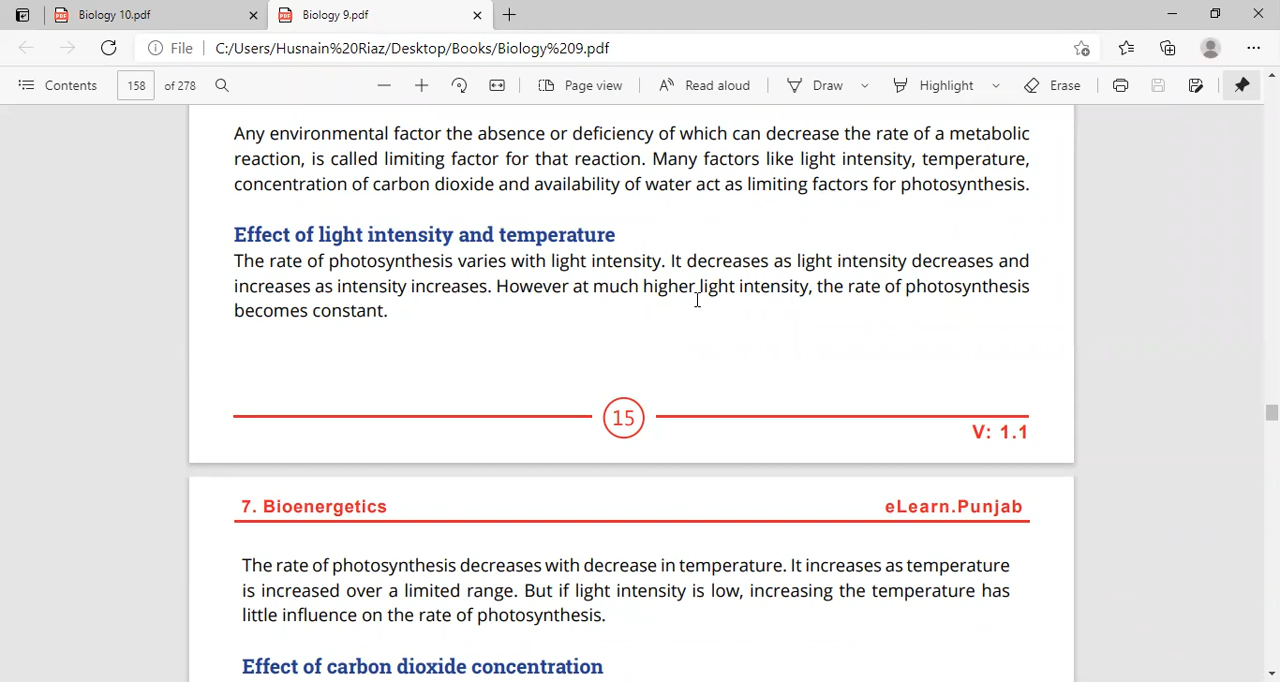 Biology 10.pdf
Biology 9.pdf
File
C:/Users/Husnain%20Riaz/Desktop/Books/Biology%209.pdf
Contents
158
of 278
Page view
Read aloud
Draw
Highlight
Erase
Any environmental factor the absence or deficiency of which can decrease the rate of a metabolic
reaction, is called limiting factor for that reaction. Many factors like light intensity, temperature,
concentration of carbon dioxide and availability of water act as limiting factors for photosynthesis.
Effect of light intensity and temperature
The rate of photosynthesis varies with light intensity. It decreases as light intensity decreases and
increases as intensity increases. However at much higher light intensity, the rate of photosynthesis
becomes constant.
15
V: 1.1
7. Bioenergetics
eLearn.Punjab
The rate of photosynthesis decreases with decrease in temperature. It increases as temperature
is increased over a limited range. But if light intensity is low, increasing the temperature has
little influence on the rate of photosynthesis.
Effect of carbon dioxide concentration